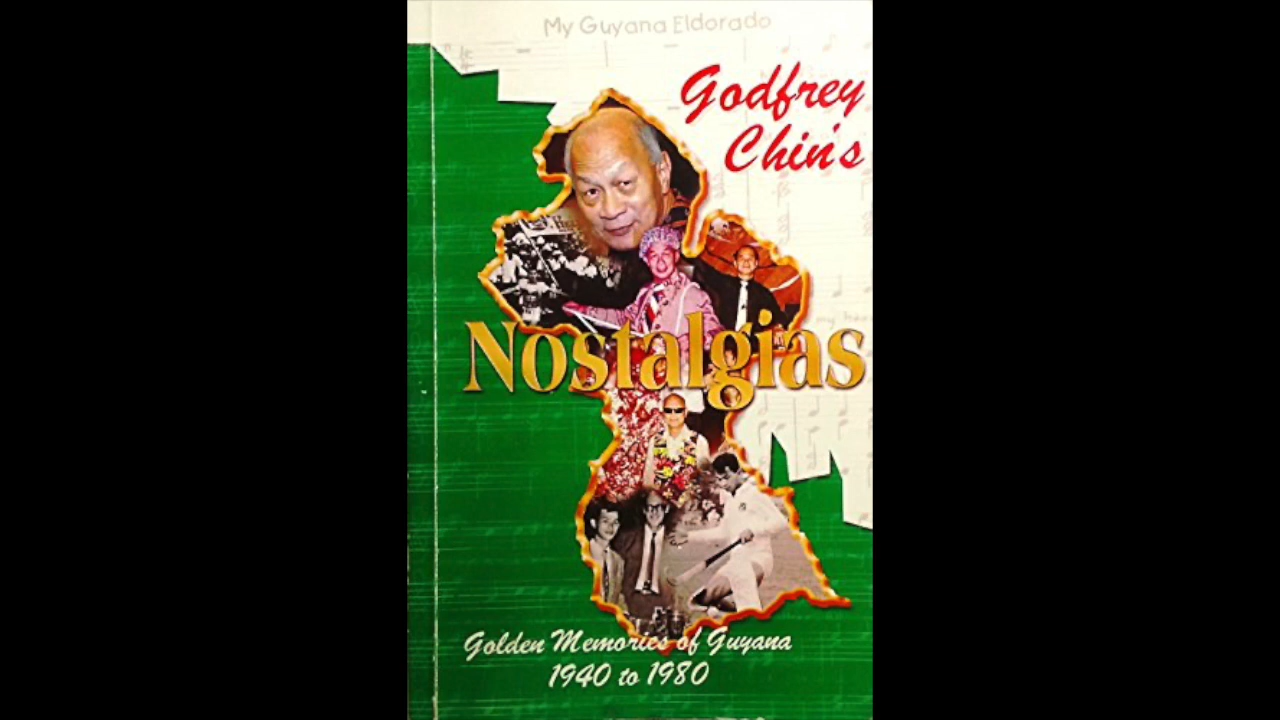 My Guyana Eldorado
Godfrey
Chin's
Nostalgias
Golden Memories of Guyana
1940 to 1980